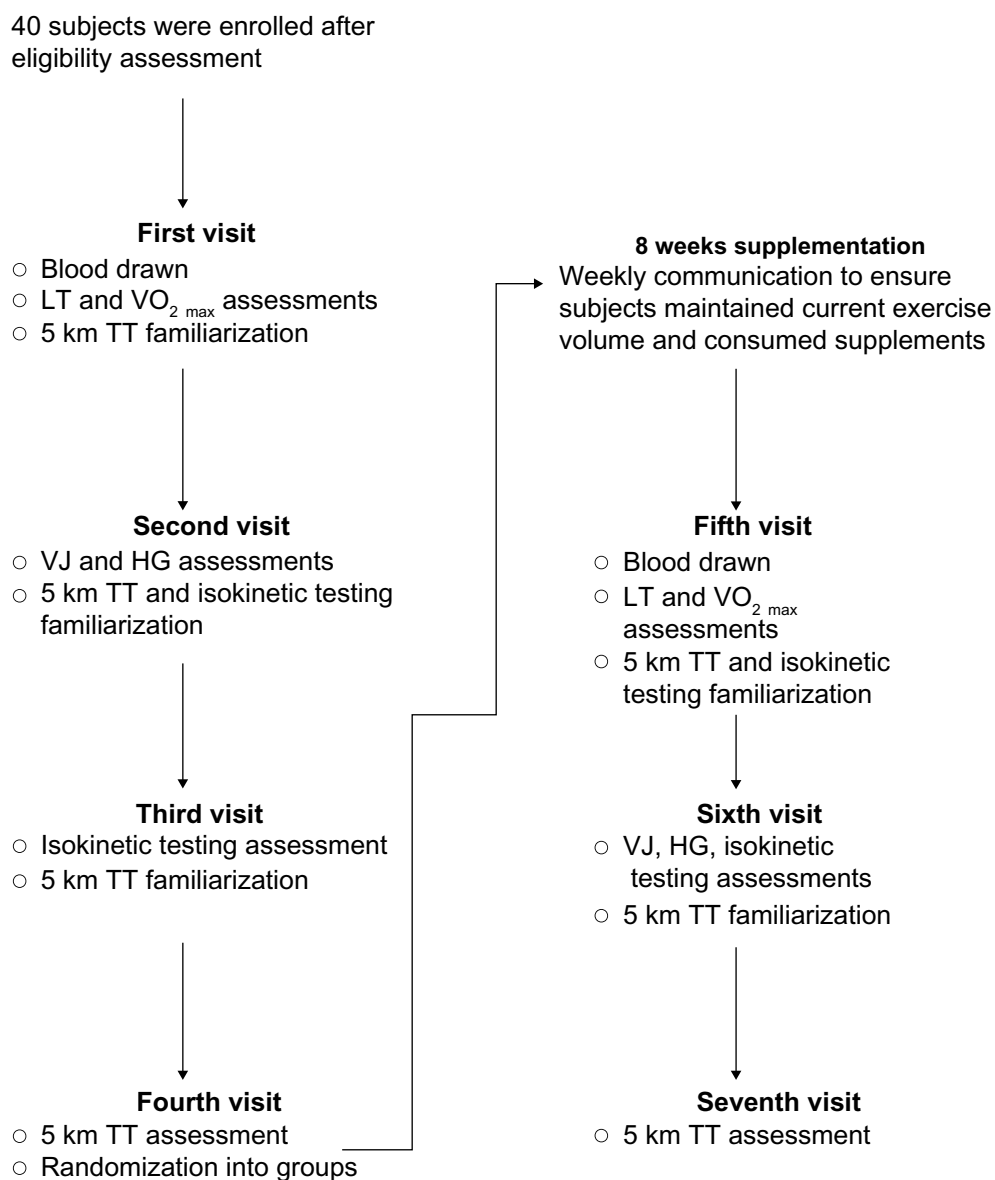 40 subjects were enrolled after
eligibility assessment
First visit
○ Blood drawn
○ LT and VO2 max assessments
○ 5 km TT familiarization
Second visit
○ VJ and HG assessments
○ 5 km TT and isokinetic testing
familiarization
Third visit
○ Isokinetic testing assessment
○ 5 km TT familiarization
Fourth visit
○ 5 km TT assessment
○ Randomization into groups
8 weeks supplementation
Weekly communication to ensure
subjects maintained current exercise
volume and consumed supplements
Fifth visit
○ Blood drawn
○ LT and VO2 max
assessments
○ 5 km TT and isokinetic
testing familiarization
Sixth visit
○ VJ, HG, isokinetic
testing assessments
○ 5 km TT familiarization
Seventh visit
○ 5 km TT assessment